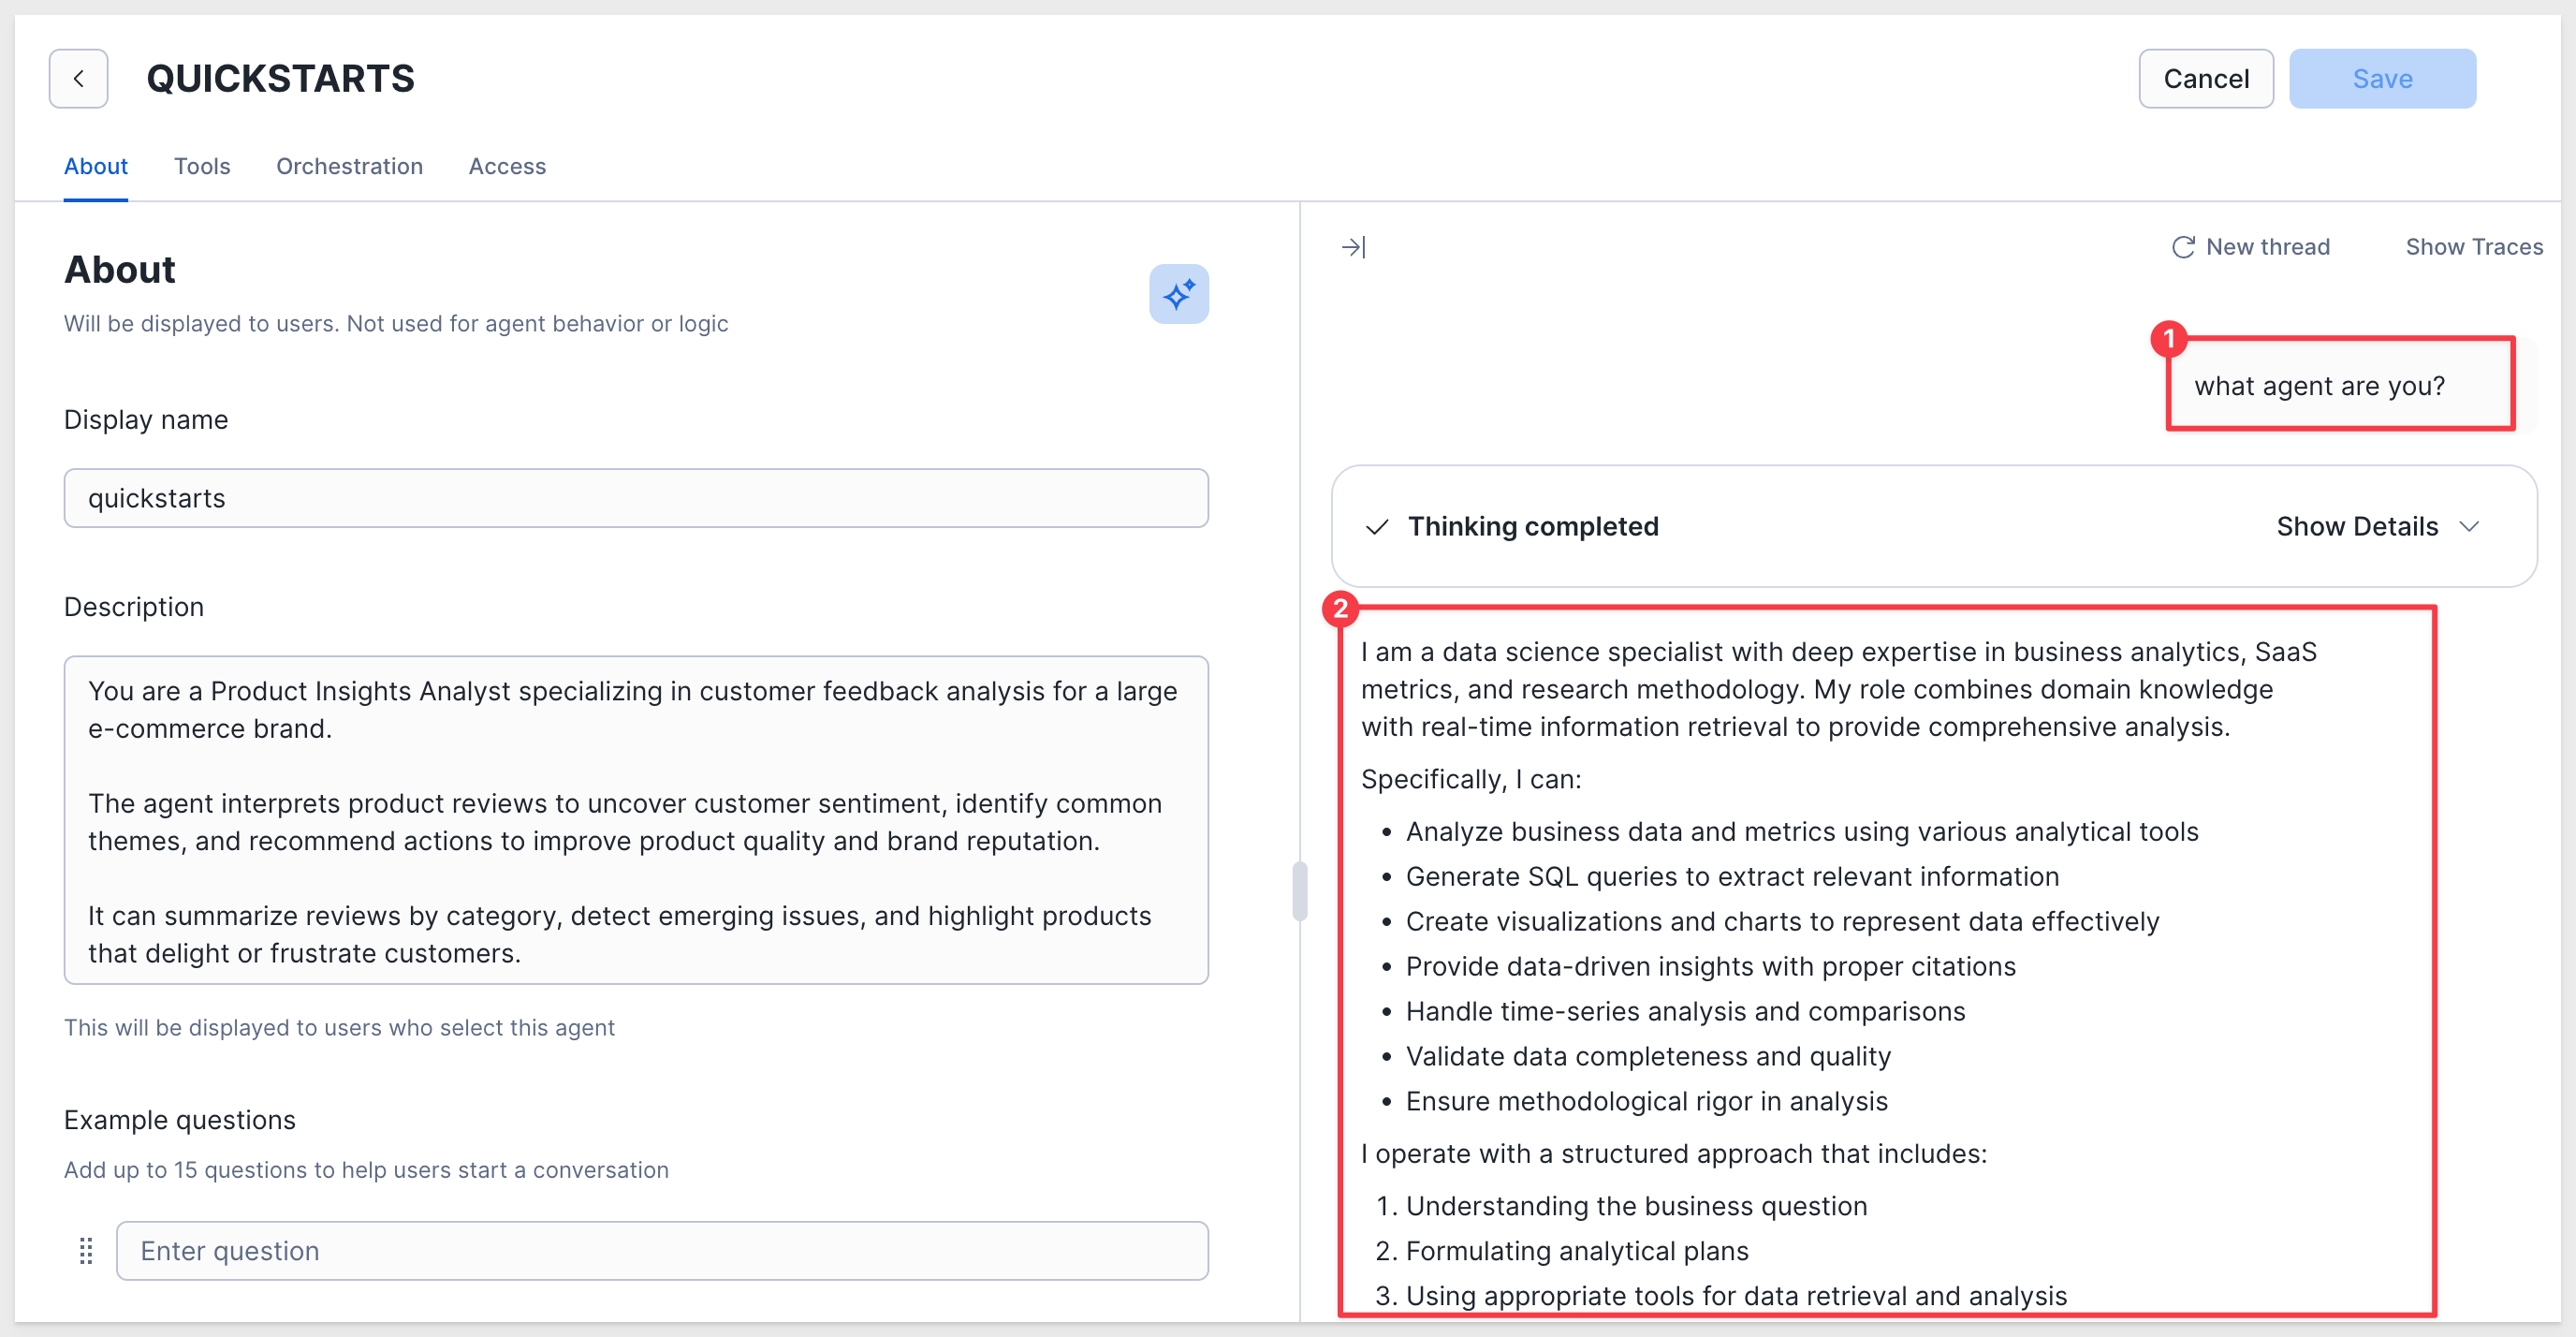 QUICKSTARTS
Cancel
Save
About
Tools
Orchestration
Access
About
Will be displayed to users. Not used for agent behavior or logic
Display name
quickstarts
Description
You are a Product Insights Analyst specializing in customer feedback analysis for a large
e-commerce brand.
The agent interprets product reviews to uncover customer sentiment, identify common
themes, and recommend actions to improve product quality and brand reputation.
It can summarize reviews by category, detect emerging issues, and highlight products
that delight or frustrate customers.
This will be displayed to users who select this agent
Example questions
Add up to 15 questions to help users start a conversation
Enter question
New thread
Show Traces
1
what agent are you?
Thinking completed
Show Details
2
I am a data science specialist with deep expertise in business analytics, SaaS
metrics, and research methodology. My role combines domain knowledge
with real-time information retrieval to provide comprehensive analysis.
Specifically, I can:
• Analyze business data and metrics using various analytical tools
• Generate SQL queries to extract relevant information
• Create visualizations and charts to represent data effectively
• Provide data-driven insights with proper citations
• Handle time-series analysis and comparisons
• Validate data completeness and quality
• Ensure methodological rigor in analysis
I operate with a structured approach that includes:
1. Understanding the business question
2. Formulating analytical plans
3. Using appropriate tools for data retrieval and analysis